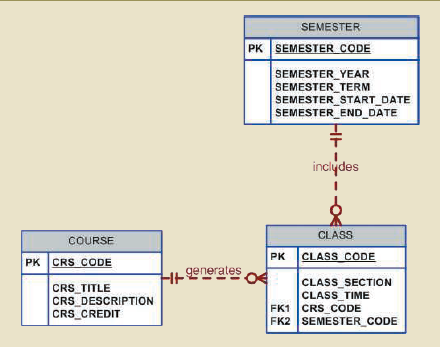 SEMESTER
PK SEMESTER_CODE
SEMESTER_YEAR
SEMESTER_TERM
SEMESTER_START_DATE
SEMESTER_END_DATE
includes
COURSE
PK CRS_CODE
CRS_TITLE
CRS_DESCRIPTION
CRS_CREDIT
generates
CLASS
PK CLASS_CODE
CLASS_SECTION
CLASS_TIME
FK1 CRS_CODE
FK2 SEMESTER_CODE